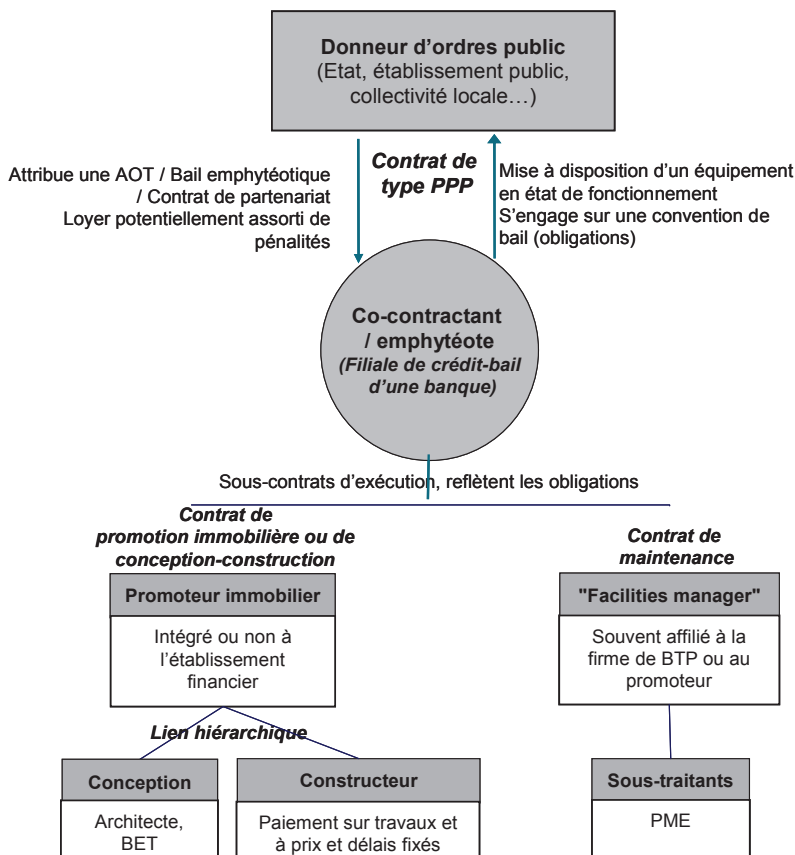 Donneur d'ordres public
(Etat, établissement public,
collectivité locale…)
Attribue une AOT / Bail emphytéotique
/ Contrat de partenariat
Loyer potentiellement assorti de
pénalités
Contrat de
type PPP
Mise à disposition d'un équipement
en état de fonctionnement
S'engage sur une convention de
bail (obligations)
Co-contractant
/ emphytéote
(Filiale de crédit-bail
d'une banque)
Sous-contrats d'exécution, reflètent les obligations
Contrat de
promotion immobilière ou de
conception-construction
Contrat de
maintenance
Promoteur immobilier
Intégré ou non à
l'établissement
financier
"Facilities manager"
Souvent affilié à la
firme de BTP ou au
promoteur
Lien hiérarchique
Conception
Architecte,
BET
Constructeur
Paiement sur travaux et
à prix et délais fixés
Sous-traitants
PME